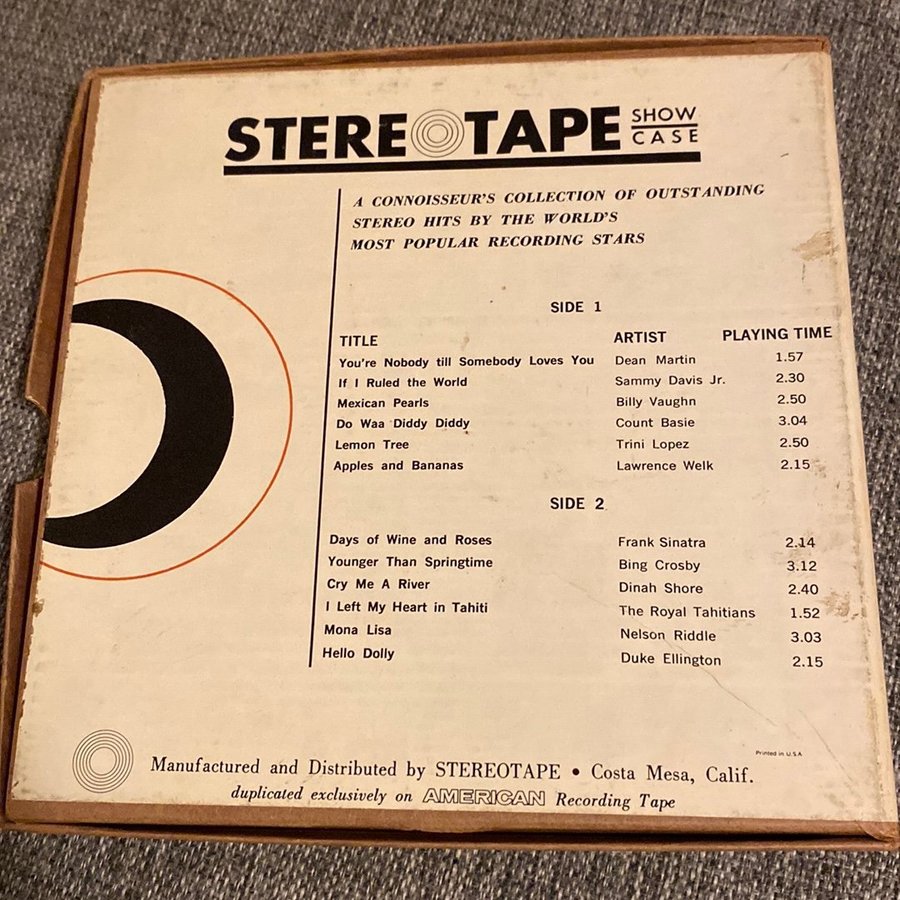 STEREOTAPE SHOW CASE
A CONNOISSEUR'S COLLECTION OF OUTSTANDING
STEREO HITS BY THE WORLD'S
MOST POPULAR RECORDING STARS
SIDE 1
TITLE ARTIST PLAYING TIME
You're Nobody till Somebody Loves You Dean Martin 1.57
If I Ruled the World Sammy Davis Jr. 2.30
Mexican Pearls Billy Vaughn 2.50
Do Waa Diddy Diddy Count Basie 3.04
Lemon Tree Trini Lopez 2.50
Apples and Bananas Lawrence Welk 2.15
SIDE 2
Days of Wine and Roses Frank Sinatra 2.14
Younger Than Springtime Bing Crosby 3.12
Cry Me A River Dinah Shore 2.40
I Left My Heart in Tahiti The Royal Tahitians 1.52
Mona Lisa Nelson Riddle 3.03
Hello Dolly Duke Ellington 2.15
Printed in U.S.A
Manufactured and Distributed by STEREOTAPE • Costa Mesa, Calif.
duplicated exclusively on AMERICAN Recording Tape